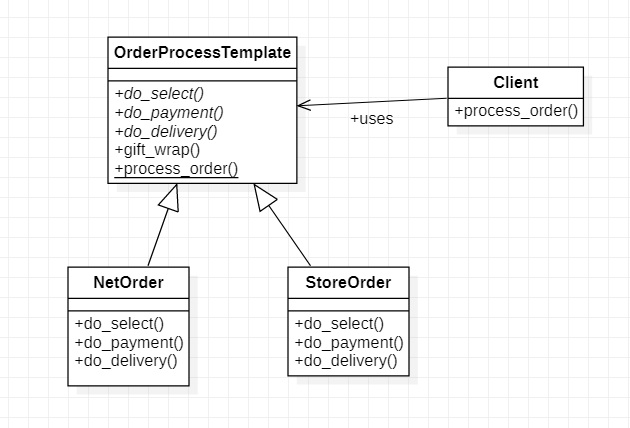 OrderProcessTemplate
+do_select()
+do_payment()
+do_delivery()
+gift_wrap()
+process_order()
Client
+process_order()
+uses
NetOrder
+do_select()
+do_payment()
+do_delivery()
StoreOrder
+do_select()
+do_payment()
+do_delivery()